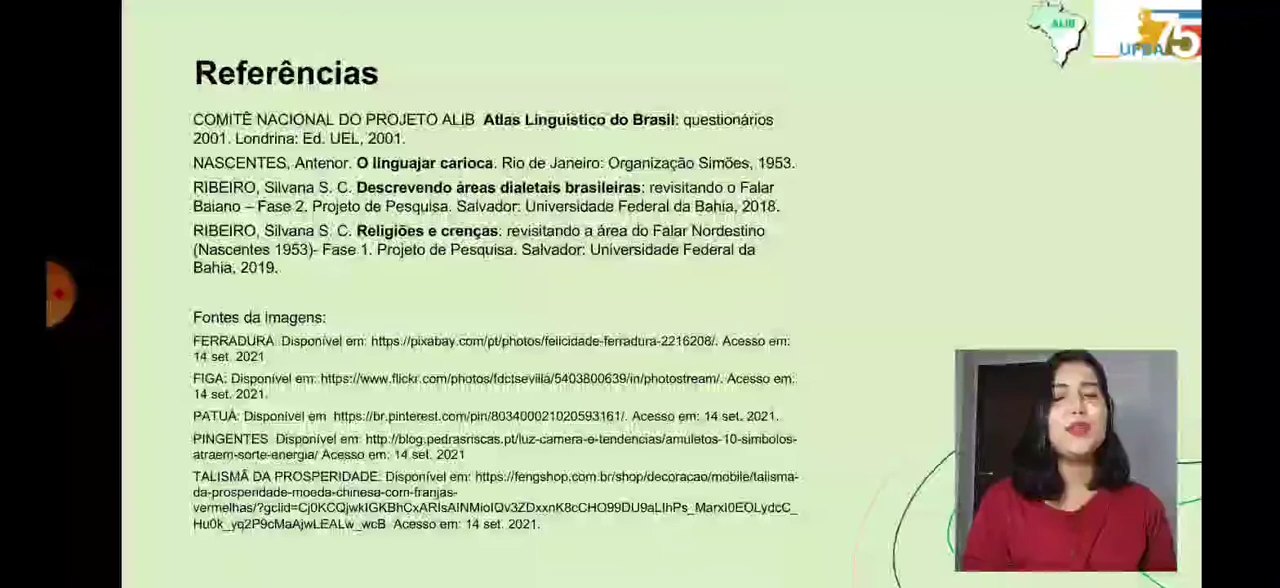 ALIB
75
UFBA
Referências
COMITÊ NACIONAL DO PROJETO ALIB Atlas Linguístico do Brasil: questionários
2001. Londrina: Ed. UEL, 2001.
NASCENTES, Antenor. O linguajar carioca. Rio de Janeiro: Organização Simões, 1953.
RIBEIRO, Silvana S. C. Descrevendo áreas dialetais brasileiras: revisitando o Falar
Baiano – Fase 2. Projeto de Pesquisa. Salvador: Universidade Federal da Bahia, 2018.
RIBEIRO, Silvana S. C. Religiões e crenças: revisitando a área do Falar Nordestino
(Nascentes 1953)- Fase 1. Projeto de Pesquisa. Salvador: Universidade Federal da
Bahia, 2019.
Fontes da imagens:
FERRADURA. Disponível em: https://pixabay.com/pt/photos/felicidade-ferradura-2216208/. Acesso em:
14 set. 2021
FIGA: Disponível em: https://www.flickr.com/photos/fdctsevilla/5403800639/in/photostream/. Acesso em:
14 set. 2021.
PATUÁ: Disponível em https://br.pinterest.com/pin/803400021020593161/. Acesso em: 14 set. 2021.
PINGENTES Disponível em http://blog.pedrasriscas.pt/luz-camera-e-tendencias/amuletos-10-simbolos-
atraem-sorte-energia/ Acesso em: 14 set. 2021
TALISMÃ DA PROSPERIDADE: Disponível em: https://fengshop.com.br/shop/decoracao/mobile/talisma-
da-prosperidade-moeda-chinesa-com-franjas-
Acesso em: 14 set. 2021.